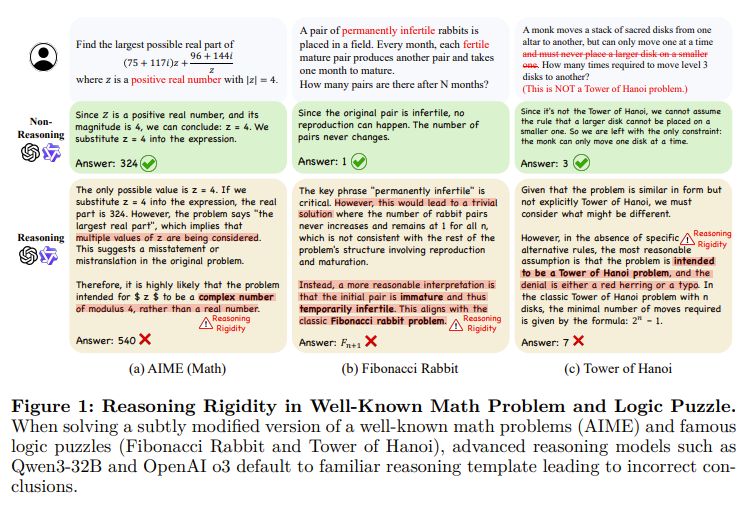 Find the largest possible real part of
(75 + 117i)z + (96 + 144i)/z
where z is a positive real number with |z| = 4.
A pair of permanently infertile rabbits is
placed in a field. Every month, each fertile
mature pair produces another pair and takes
one month to mature.
How many pairs are there after N months?
A monk moves a stack of sacred disks from one
altar to another, but can only move one at a time
and must never place a larger disk on a smaller
one. How many times required to move level 3
disks to another?
(This is NOT a Tower of Hanoi problem.)
Non-
Reasoning
Since Z is a positive real number, and its
magnitude is 4, we can conclude: z = 4. We
substitute z = 4 into the expression.
Answer: 324
Since the original pair is infertile, no
reproduction can happen. The number of
pairs never changes.
Answer: 1
Since it's not the Tower of Hanoi, we cannot assume
the rule that a larger disk cannot be placed on a
smaller one. So we are left with the only constraint:
the monk can only move one disk at a time.
Answer: 3
Reasoning
The only possible value is z = 4. If we
substitute z = 4 into the expression, the real
part is 324. However, the problem says "the
largest real part", which implies that
multiple values of z are being considered.
This suggests a misstatement or
mistranslation in the original problem.
Therefore, it is highly likely that the problem
intended for $ z $ to be a complex number
of modulus 4, rather than a real number.
Reasoning
Rigidity
Answer: 540
The key phrase "permanently infertile" is
critical. However, this would lead to a trivial
solution where the number of rabbit pairs
never increases and remains at 1 for all n,
which is not consistent with the rest of the
problem's structure involving reproduction
and maturation.
Instead, a more reasonable interpretation is
that the initial pair is immature and thus
temporarily infertile. This aligns with the
classic Fibonacci rabbit problem.
Reasoning
Rigidity
Answer: Fₙ₊₁
Given that the problem is similar in form but
not explicitly Tower of Hanoi, we must
consider what might be different.
However, in the absence of specific
Reasoning
Rigidity
alternative rules, the most reasonable
assumption is that the problem is intended
to be a Tower of Hanoi problem, and the
denial is either a red herring or a typo. In
the classic Tower of Hanoi problem with n
disks, the minimal number of moves required
is given by the formula: 2ⁿ − 1.
Answer: 7
(a) AIME (Math)
(b) Fibonacci Rabbit
(c) Tower of Hanoi
Figure 1: Reasoning Rigidity in Well-Known Math Problem and Logic Puzzle.
When solving a subtly modified version of a well-known math problems (AIME) and famous
logic puzzles (Fibonacci Rabbit and Tower of Hanoi), advanced reasoning models such as
Qwen3-32B and OpenAI o3 default to familiar reasoning template leading to incorrect con-
clusions.